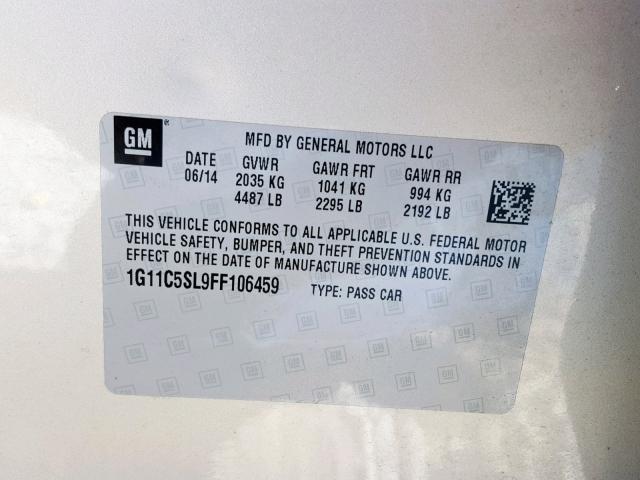 GM
MFD BY GENERAL MOTORS LLC
DATE GVWR GAWR FRT GAWR RR
06/14 2035 KG 1041 KG 994 KG
4487 LB 2295 LB 2192 LB
THIS VEHICLE CONFORMS TO ALL APPLICABLE U.S. FEDERAL MOTOR
VEHICLE SAFETY, BUMPER, AND THEFT PREVENTION STANDARDS IN
EFFECT ON THE DATE OF MANUFACTURE SHOWN ABOVE.
1G11C5SL9FF106459 TYPE: PASS CAR